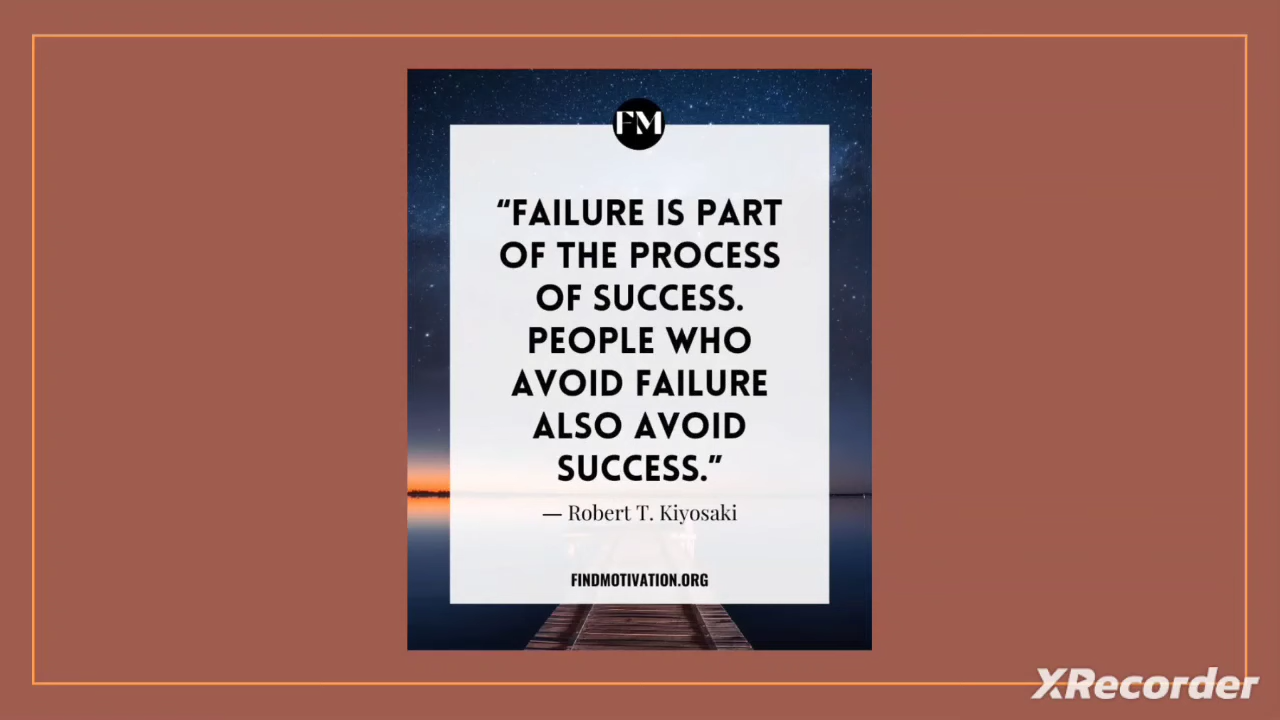 FM
“FAILURE IS PART
OF THE PROCESS
OF SUCCESS.
PEOPLE WHO
AVOID FAILURE
ALSO AVOID
SUCCESS.”
— Robert T. Kiyosaki
FINDMOTIVATION.ORG
XRecorder